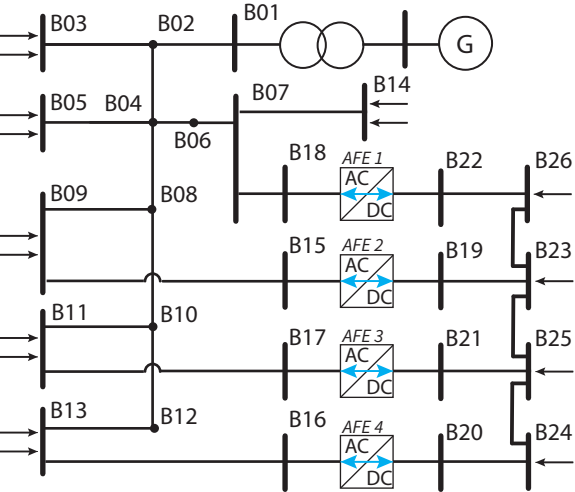 B03 B02 B01
G
B05 B04 B07 B14
B06
B18 AFE 1 B22 B26
AC
DC
B09 B08
B15 AFE 2 B19 B23
AC
DC
B11 B10
B17 AFE 3 B21 B25
AC
DC
B13 B12
B16 AFE 4 B20 B24
AC
DC